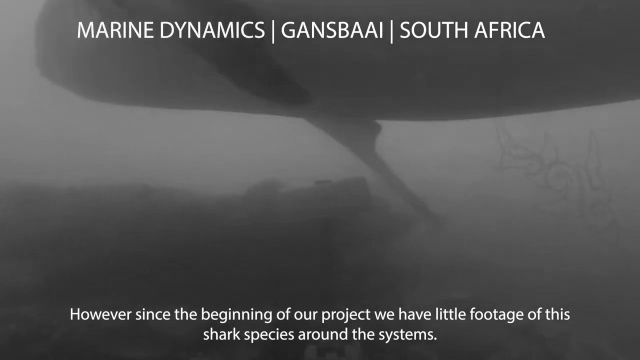 MARINE DYNAMICS | GANSBAAI | SOUTH AFRICA
However since the beginning of our project we have little footage of this
shark species around the systems.